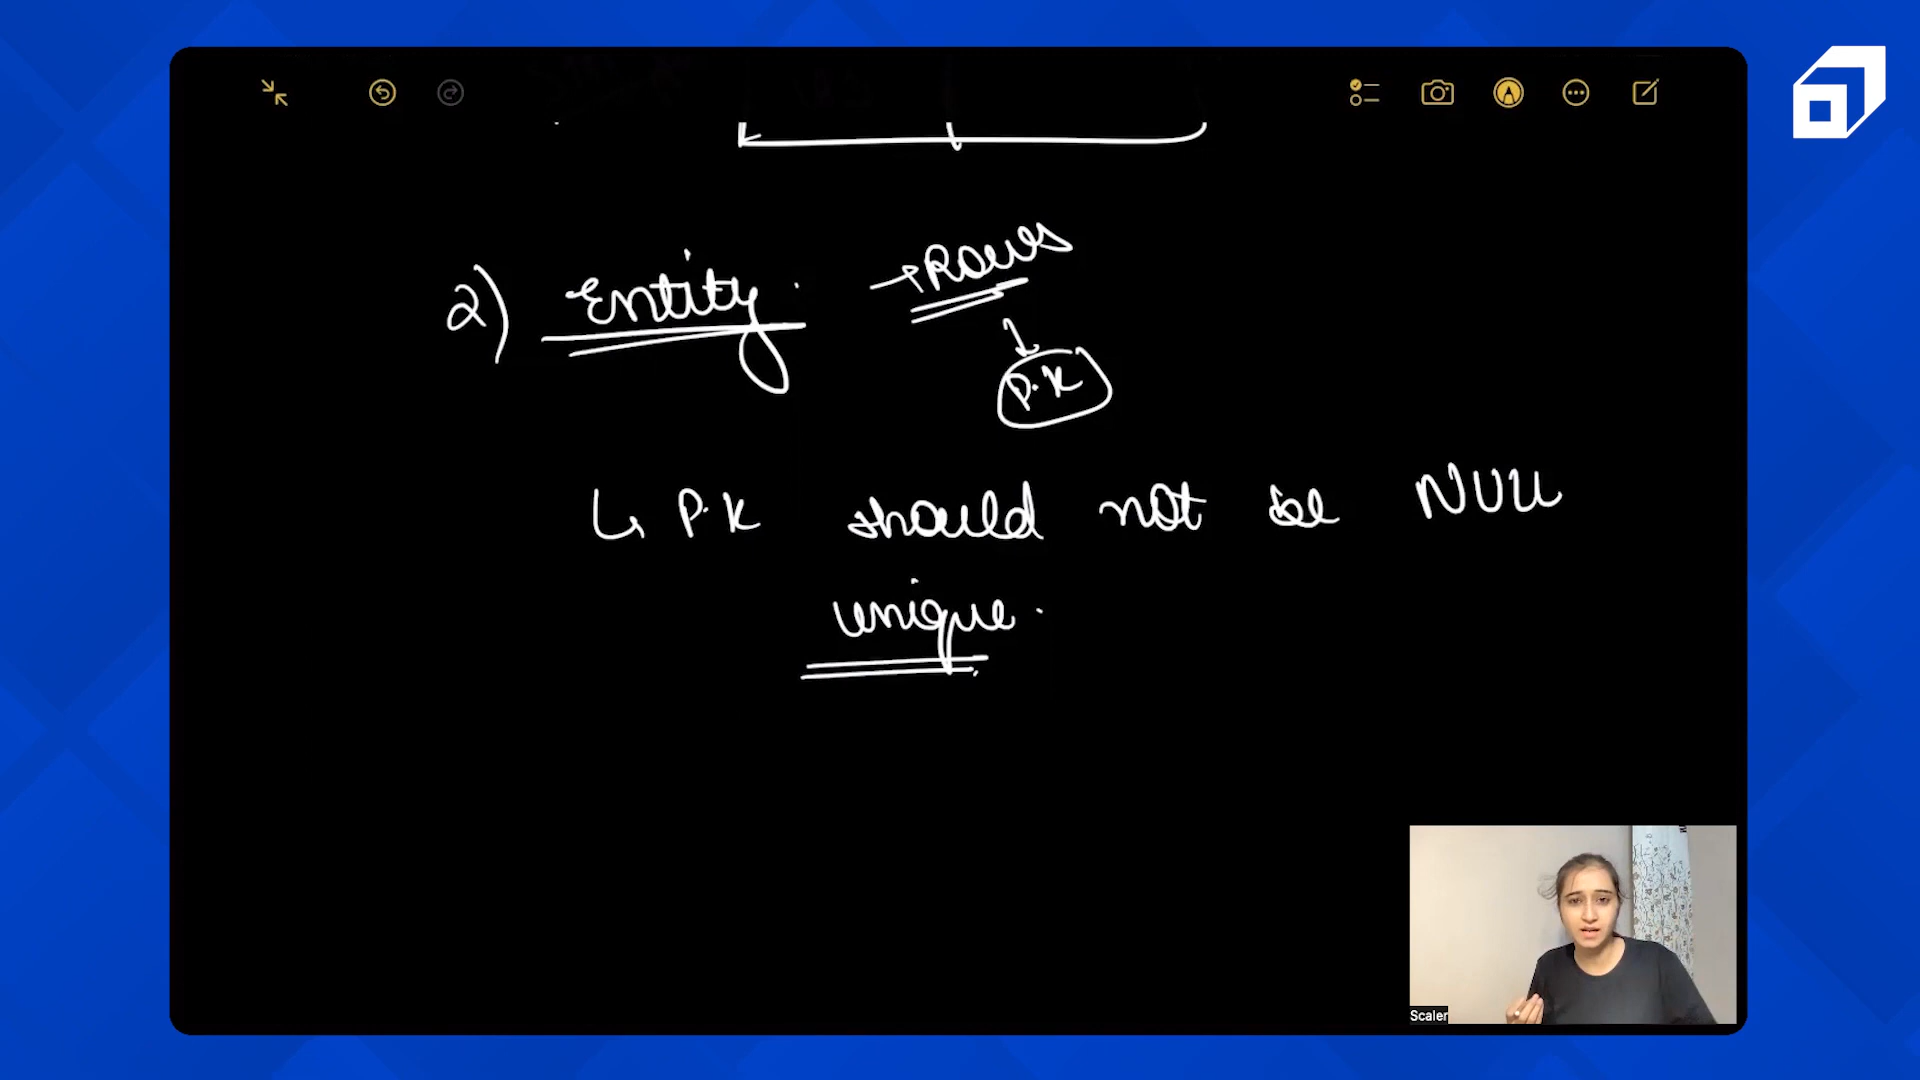 2) Entity. → Rows
P.K
↳ P.K should not be NULL
unique.
Scaler